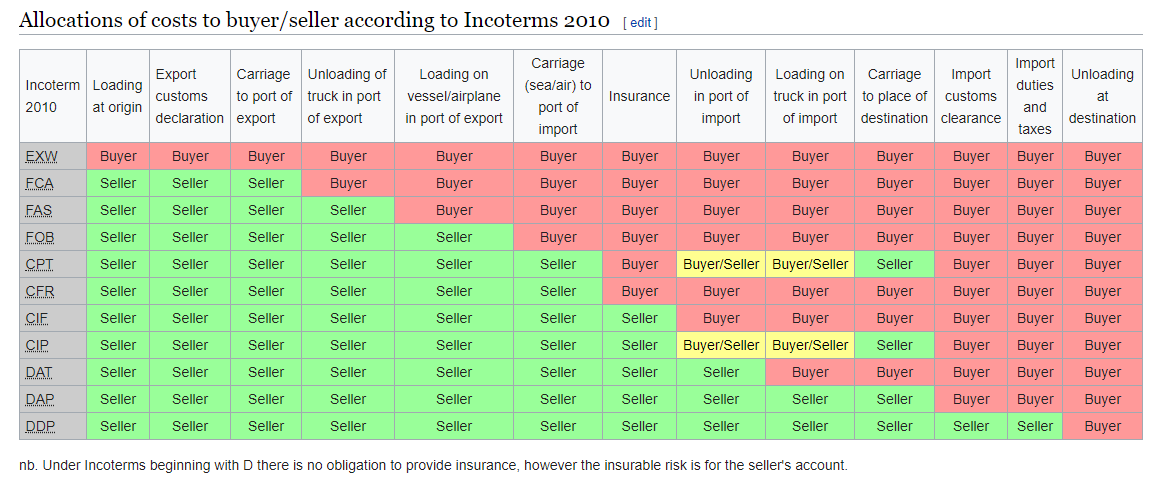 Allocations of costs to buyer/seller according to Incoterms 2010 [ edit ]
Incoterm 2010 Loading at origin Export customs declaration Carriage to port of export Unloading of truck in port of export Loading on vessel/airplane in port of export Carriage (sea/air) to port of import Insurance Unloading in port of import Loading on truck in port of import Carriage to place of destination Import customs clearance Import duties and taxes Unloading at destination
EXW Buyer Buyer Buyer Buyer Buyer Buyer Buyer Buyer Buyer Buyer Buyer Buyer Buyer
FCA Seller Seller Seller Buyer Buyer Buyer Buyer Buyer Buyer Buyer Buyer Buyer Buyer
FAS Seller Seller Seller Seller Buyer Buyer Buyer Buyer Buyer Buyer Buyer Buyer Buyer
FOB Seller Seller Seller Seller Seller Buyer Buyer Buyer Buyer Buyer Buyer Buyer Buyer
CPT Seller Seller Seller Seller Seller Seller Buyer Buyer/Seller Buyer/Seller Seller Buyer Buyer Buyer
CFR Seller Seller Seller Seller Seller Seller Buyer Buyer Buyer Buyer Buyer Buyer Buyer
CIF Seller Seller Seller Seller Seller Seller Seller Buyer Buyer Buyer Buyer Buyer Buyer
CIP Seller Seller Seller Seller Seller Seller Seller Buyer/Seller Buyer/Seller Seller Buyer Buyer Buyer
DAT Seller Seller Seller Seller Seller Seller Seller Seller Buyer Buyer Buyer Buyer Buyer
DAP Seller Seller Seller Seller Seller Seller Seller Seller Seller Seller Buyer Buyer Buyer
DDP Seller Seller Seller Seller Seller Seller Seller Seller Seller Seller Seller Seller Buyer
nb. Under Incoterms beginning with D there is no obligation to provide insurance, however the insurable risk is for the seller's account.